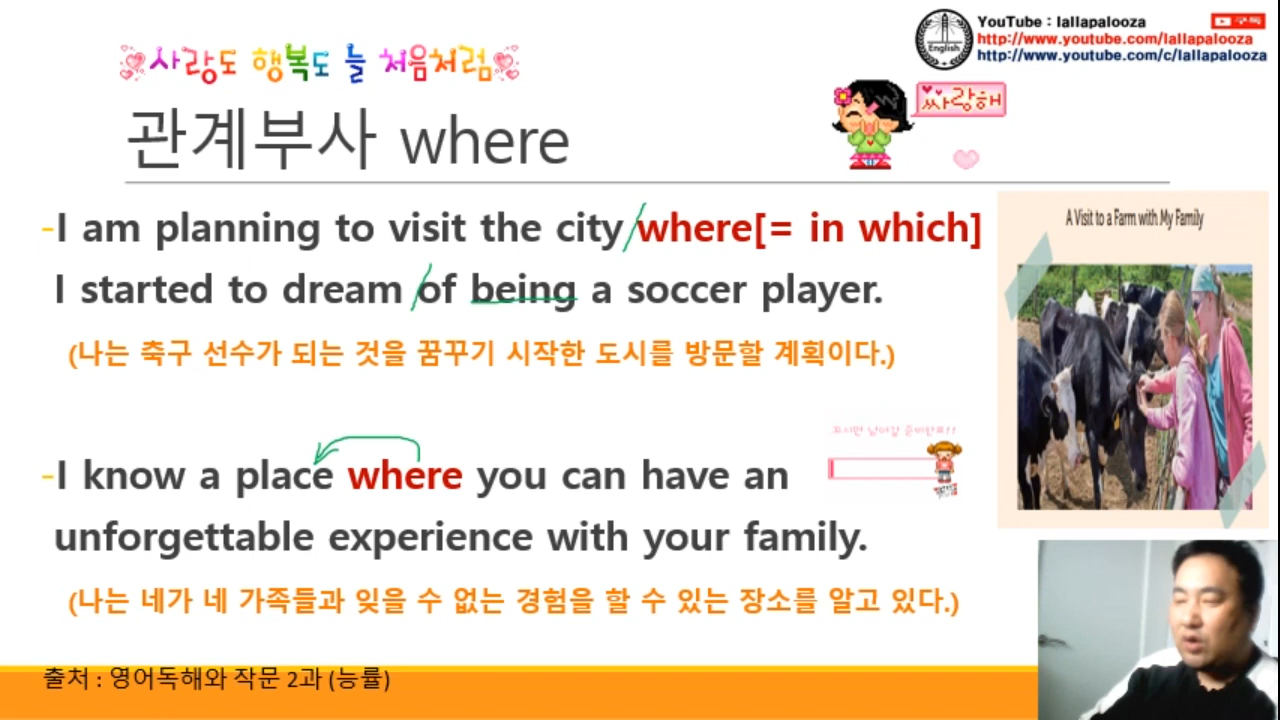 YouTube : lallapalooza
구독
http://www.youtube.com/lallapalooza
http://www.youtube.com/c/lallapalooza
English
사랑도 행복도 늘 처음처럼
싸랑해
관계부사 where
A Visit to a Farm with My Family
-I am planning to visit the city where[= in which]
I started to dream of being a soccer player.
(나는 축구 선수가 되는 것을 꿈꾸기 시작한 도시를 방문할 계획이다.)
-I know a place where you can have an
unforgettable experience with your family.
(나는 네가 네 가족들과 잊을 수 없는 경험을 할 수 있는 장소를 알고 있다.)
출처 : 영어독해와 작문 2과 (능률)